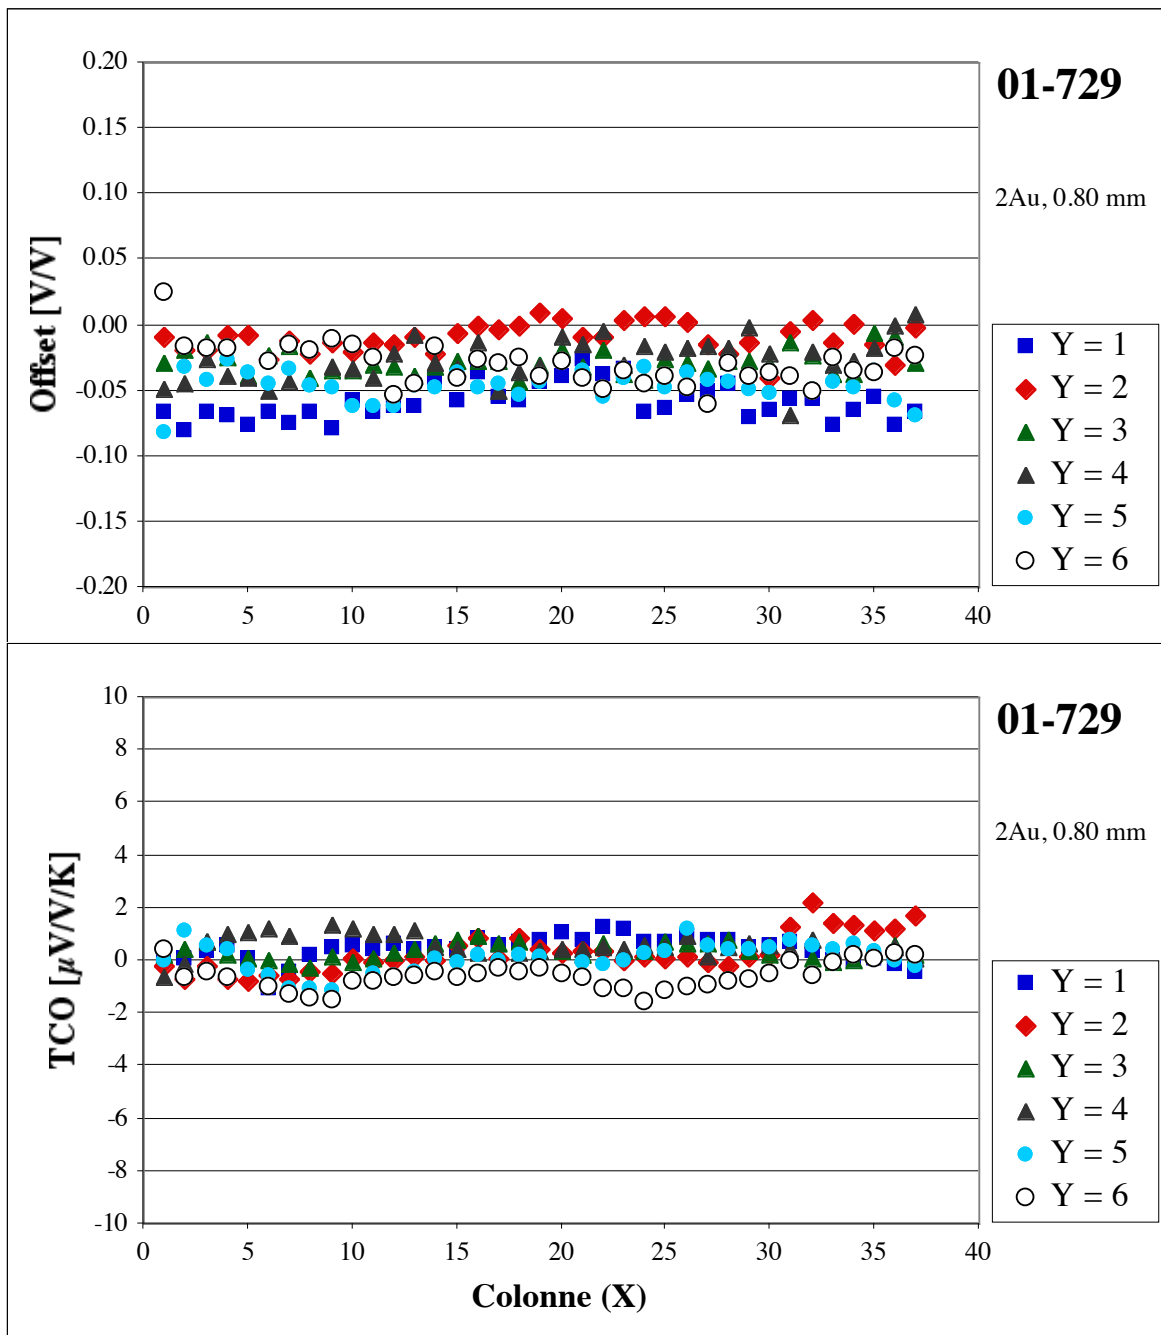 01-729
2Au, 0.80 mm
Offset [V/V]
0.20
0.15
0.10
0.05
0.00
-0.05
-0.10
-0.15
-0.20
0 5 10 15 20 25 30 35 40
Y = 1
Y = 2
Y = 3
Y = 4
Y = 5
Y = 6
01-729
2Au, 0.80 mm
TCO [µV/V/K]
10
8
6
4
2
0
-2
-4
-6
-8
-10
0 5 10 15 20 25 30 35 40
Colonne (X)
Y = 1
Y = 2
Y = 3
Y = 4
Y = 5
Y = 6